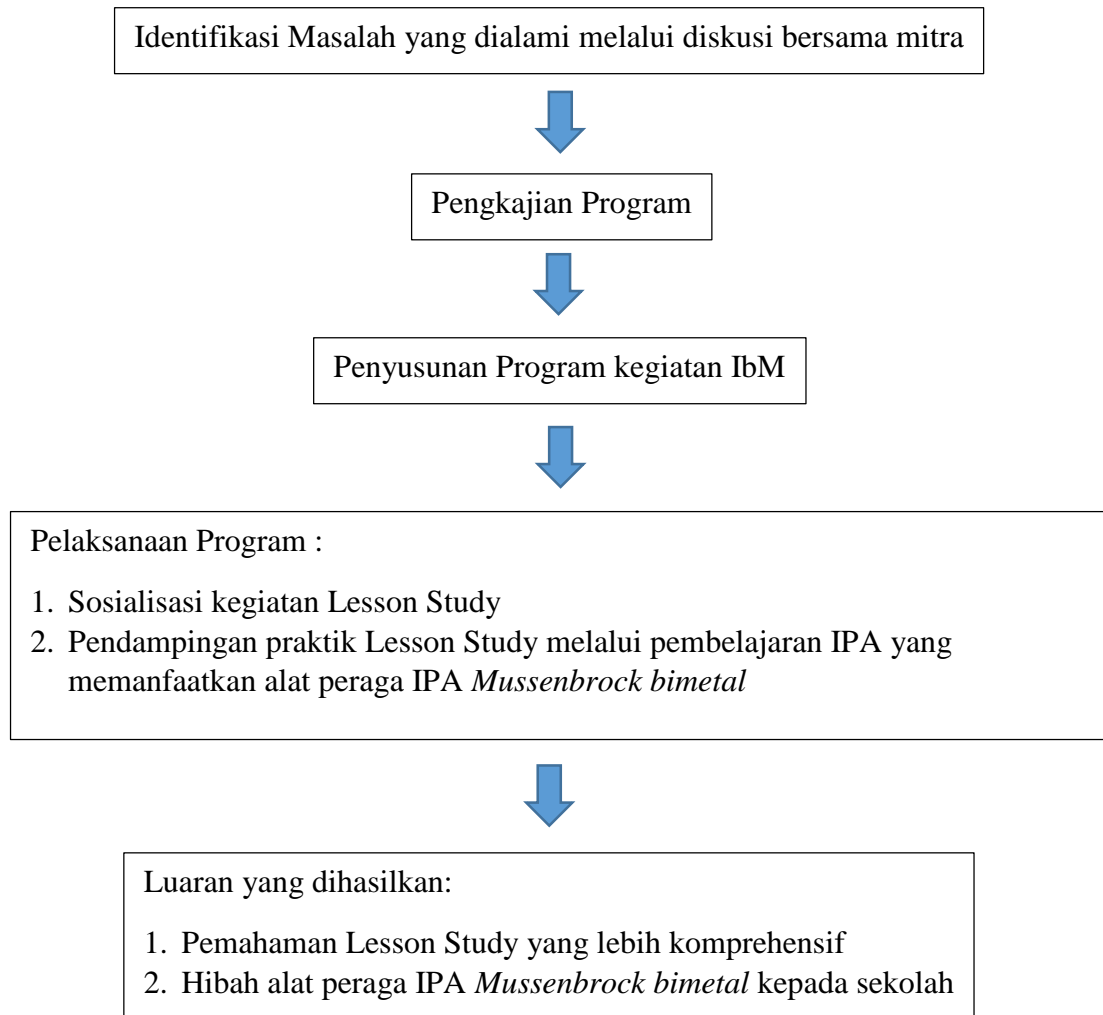 Identifikasi Masalah yang dialami melalui diskusi bersama mitra
Pengkajian Program
Penyusunan Program kegiatan IbM
Pelaksanaan Program :
1. Sosialisasi kegiatan Lesson Study
2. Pendampingan praktik Lesson Study melalui pembelajaran IPA yang
memanfaatkan alat peraga IPA Mussenbrock bimetal
Luaran yang dihasilkan:
1. Pemahaman Lesson Study yang lebih komprehensif
2. Hibah alat peraga IPA Mussenbrock bimetal kepada sekolah